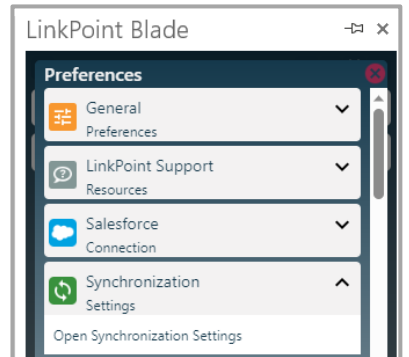 LinkPoint Blade
Preferences
General
Preferences
LinkPoint Support
Resources
Salesforce
Connection
Synchronization
Settings
Open Synchronization Settings